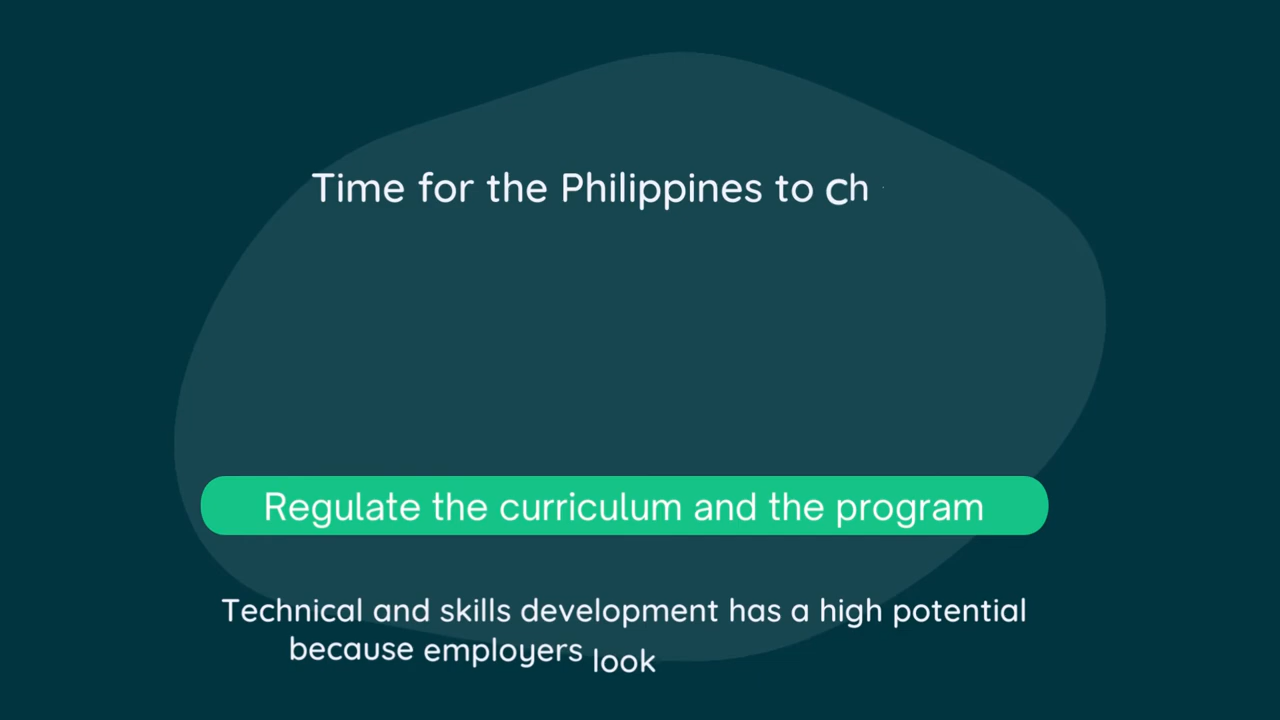 Time for the Philippines to ch
Regulate the curriculum and the program
Technical and skills development has a high potential
because employers look